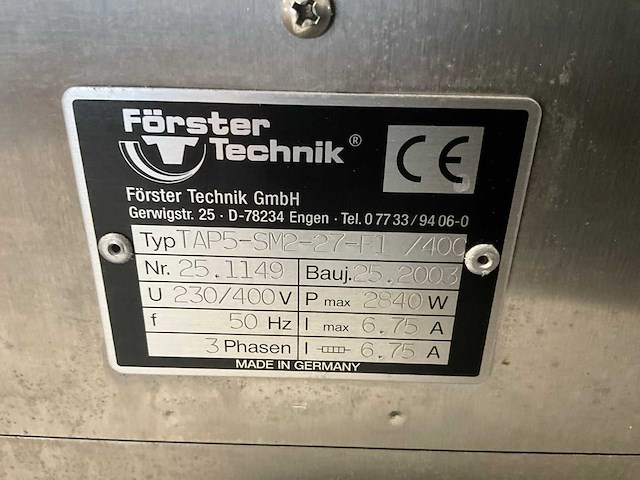 Förster
Technik ®
CE
Förster Technik GmbH
Gerwigstr. 25 · D-78234 Engen · Tel. 0 77 33/94 06-0
Typ TAP5-SM2-27-F1 /400
Nr. 25.1149 Bauj. 25.2003
U 230/400 V P max 2840 W
f 50 Hz I max 6.75 A
3 Phasen I 6.75 A
MADE IN GERMANY